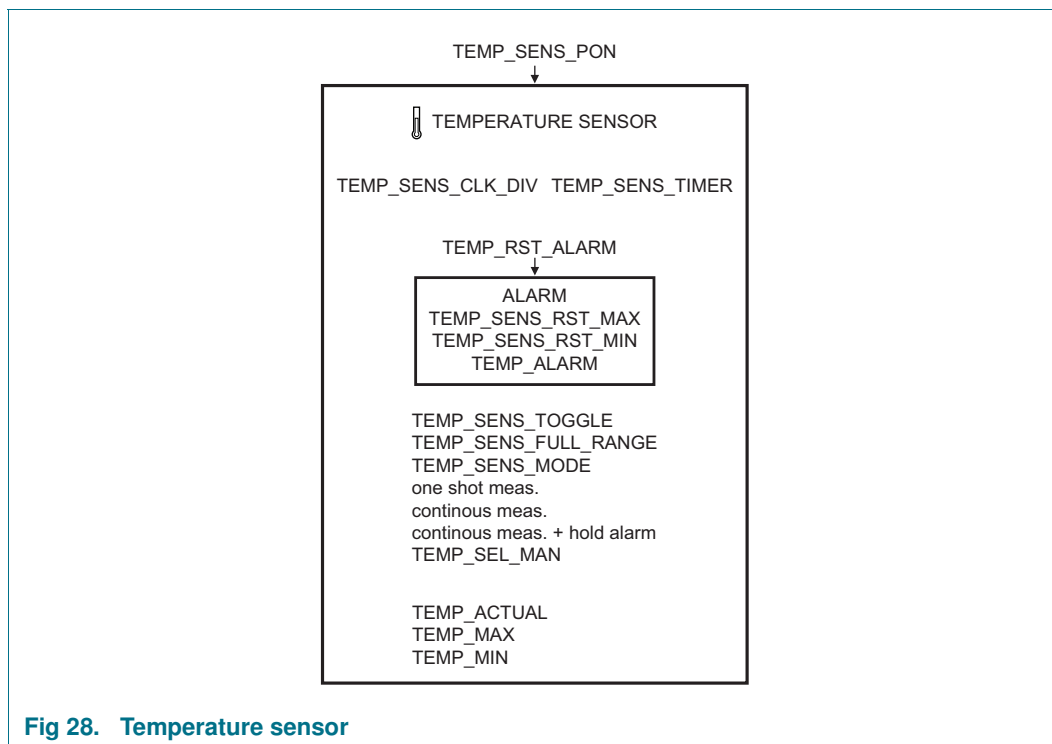 TEMP_SENS_PON
TEMPERATURE SENSOR
TEMP_SENS_CLK_DIV TEMP_SENS_TIMER
TEMP_RST_ALARM
ALARM
TEMP_SENS_RST_MAX
TEMP_SENS_RST_MIN
TEMP_ALARM
TEMP_SENS_TOGGLE
TEMP_SENS_FULL_RANGE
TEMP_SENS_MODE
one shot meas.
continous meas.
continous meas. + hold alarm
TEMP_SEL_MAN
TEMP_ACTUAL
TEMP_MAX
TEMP_MIN
Fig 28. Temperature sensor